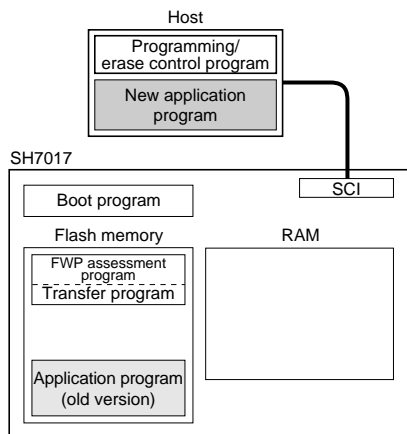 Host
Programming/
erase control program
New application
program
SH7017
SCI
Boot program
Flash memory
RAM
FWP assessment
program
Transfer program
Application program
(old version)